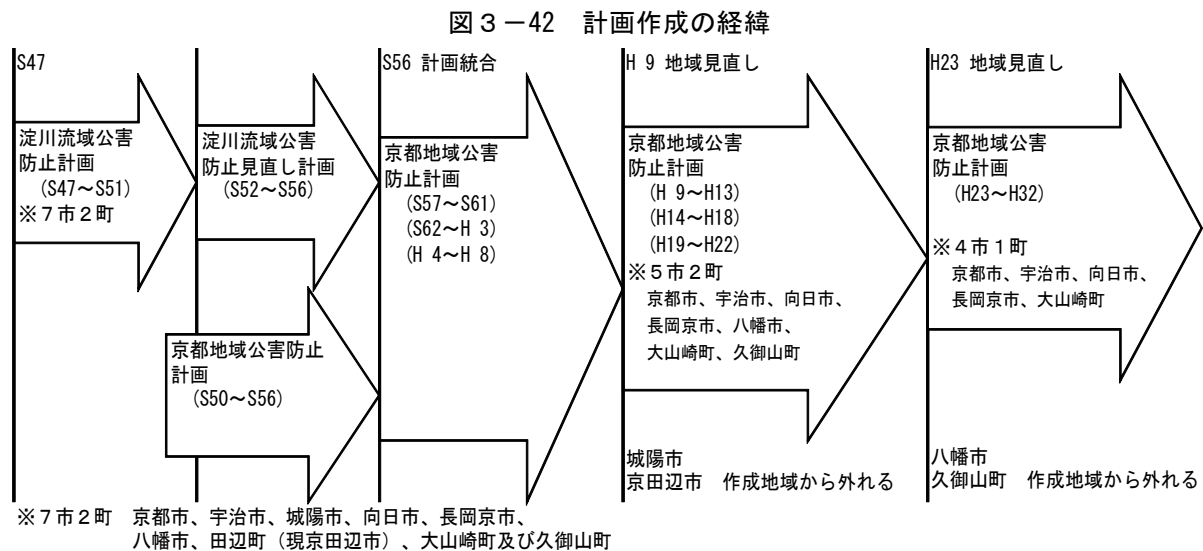 図３－42　計画作成の経緯
S47
淀川流域公害
防止計画
（S47～S51）
※７市２町
淀川流域公害
防止見直し計画
（S52～S56）
京都地域公害防止
計画
（S50～S56）
S56 計画統合
京都地域公害
防止計画
（S57～S61）
（S62～H 3）
（H 4～H 8）
H 9 地域見直し
京都地域公害
防止計画
（H 9～H13）
（H14～H18）
（H19～H22）
※５市２町
京都市、宇治市、向日市、
長岡京市、八幡市、
大山崎町、久御山町
城陽市
京田辺市　作成地域から外れる
H23 地域見直し
京都地域公害
防止計画
（H23～H32）
※４市１町
京都市、宇治市、向日市、
長岡京市、大山崎町
八幡市
久御山町　作成地域から外れる
※７市２町　京都市、宇治市、城陽市、向日市、長岡京市、
八幡市、田辺町（現京田辺市）、大山崎町及び久御山町